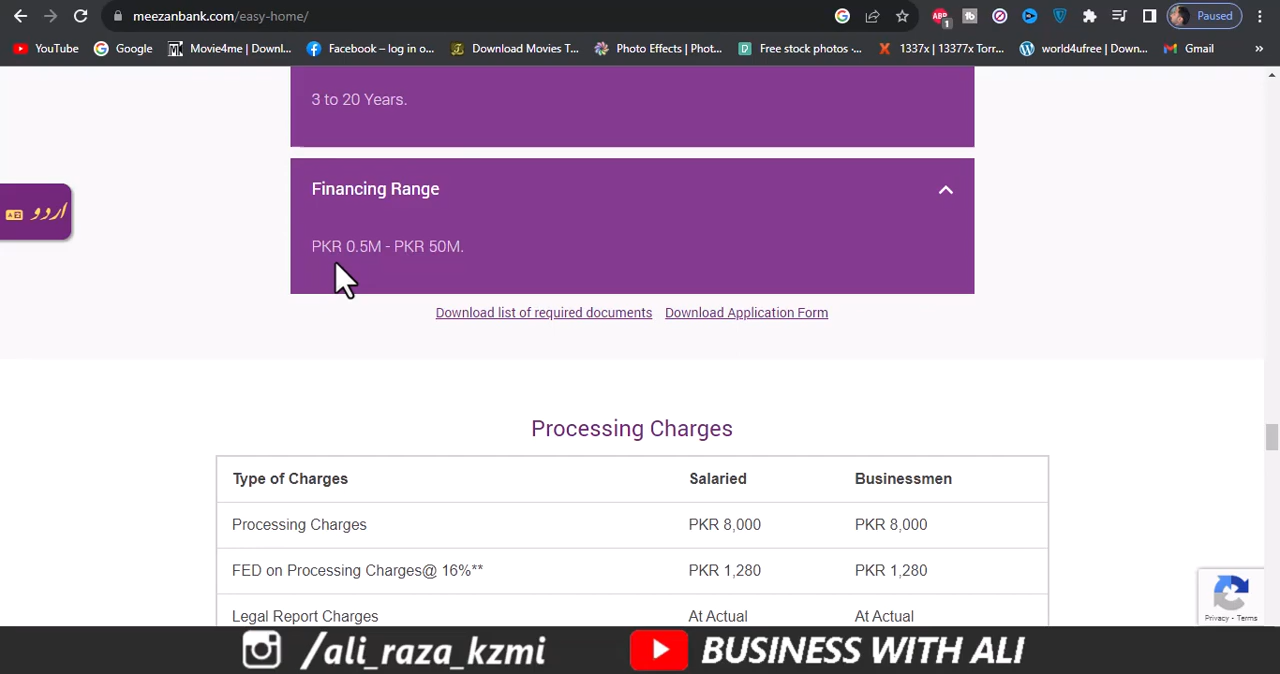 meezanbank.com/easy-home/
Paused
YouTube Google Movie4me | Downl... Facebook – log in o... Download Movies T... Photo Effects | Phot... Free stock photos ·... 1337x | 13377x Torr... world4ufree | Down... Gmail »
3 to 20 Years.
Financing Range
اردو
PKR 0.5M - PKR 50M.
Download list of required documents Download Application Form
Processing Charges
Type of Charges Salaried Businessmen
Processing Charges PKR 8,000 PKR 8,000
FED on Processing Charges@ 16%** PKR 1,280 PKR 1,280
Legal Report Charges At Actual At Actual
Privacy - Terms
/ali_raza_kzmi BUSINESS WITH ALI